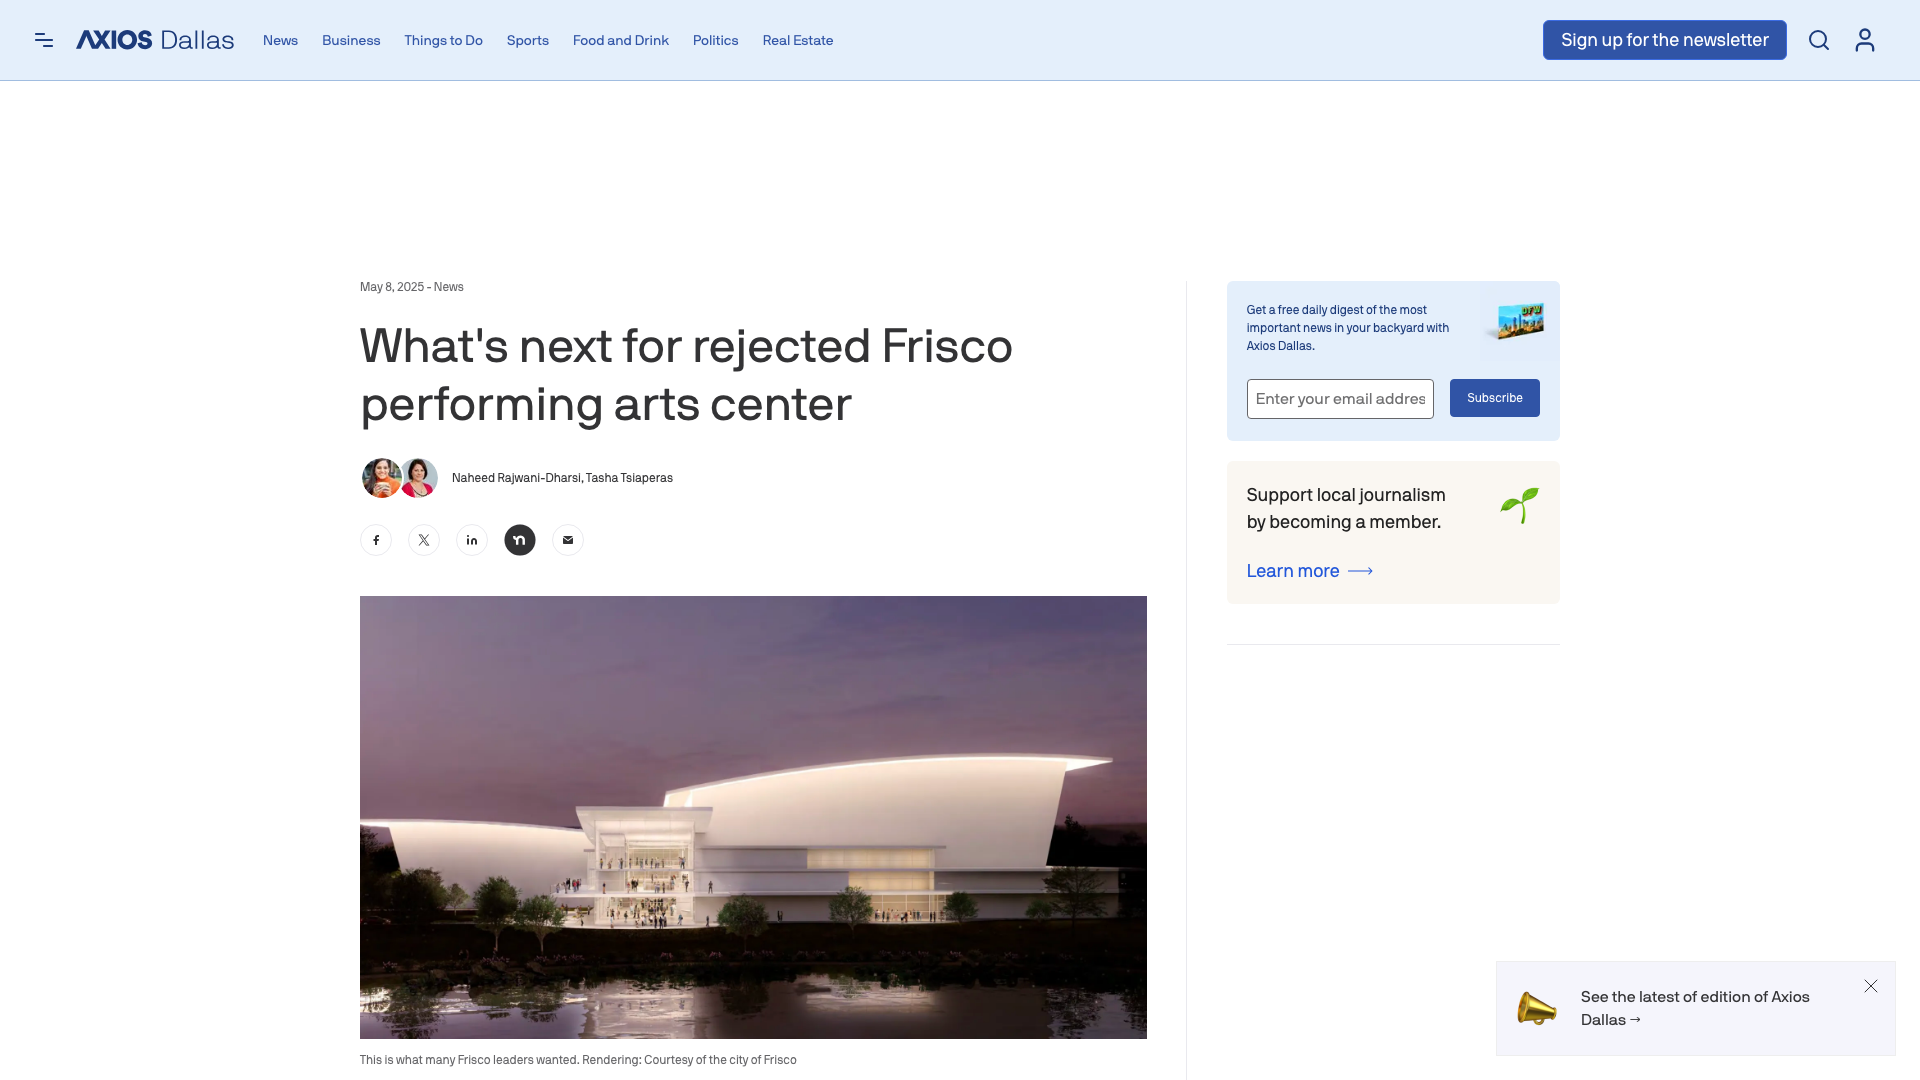 AXIOS Dallas
News
Business
Things to Do
Sports
Food and Drink
Politics
Real Estate
Sign up for the newsletter
May 8, 2025 - News
What's next for rejected Frisco
performing arts center
Naheed Rajwani-Dharsi, Tasha Tsiaperas
This is what many Frisco leaders wanted. Rendering: Courtesy of the city of Frisco
Get a free daily digest of the most
important news in your backyard with
Axios Dallas.
DFW
Enter your email addres
Subscribe
Support local journalism
by becoming a member.
Learn more
See the latest of edition of Axios
Dallas →